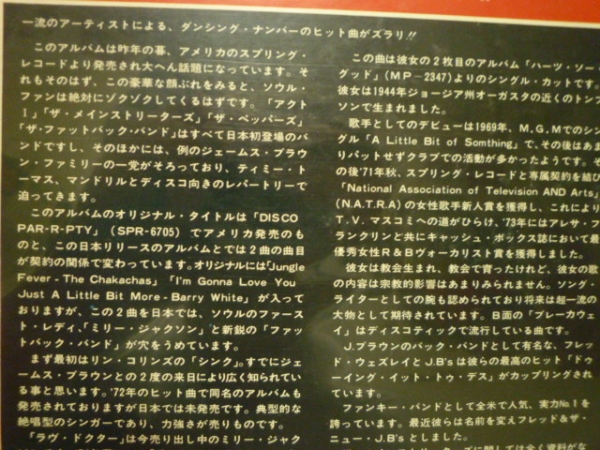 一流のアーティストによる、ダンシング・ナンバーのヒット曲がズラリ!!
このアルバムは昨年の暮、アメリカのスプリング・
レコードより発売され大へん話題になっています。そ
れもそのはず、この豪華な顔ぶれをみると、ソウル・
ファンは絶対にゾクゾクしてくるはずです。「アクト
Ⅰ」「ザ・メインストリーターズ」「ザ・ペッパーズ」
「ザ・ファットバック・バンド」はすべて日本初登場のバ
ンドですし、そのほかには、例のジェームス・ブラウ
ン・ファミリーの一党がそろっており、ティミー・ト
ーマス、マンドリルとディスコ向きのレパートリーで
迫ってきます。
このアルバムのオリジナル・タイトルは「DISCO
PAR-R-PTY」(SPR-6705)でアメリカ発売のも
のと、この日本リリースのアルバムとでは2曲の曲目
が契約の関係で変わっています。オリジナルには「Jungle
Fever-The Chakachas」「I'm Gonna Love You
Just A Little Bit More-Barry White」が入って
おりますが、この2曲を日本では、ソウルのファース
ト・レディ、「ミリー・ジャクソン」と新鋭の「ファッ
トバック・バンド」が穴をうめています。
まず最初はリン・コリンズの「シンク」。すでにジェ
ームス・ブラウンとの2度の来日により広く知られてい
る事と思います。'72年のヒット曲で同名のアルバムも
発売されておりますが日本では未発売です。典型的な
絶唱型のシンガーであり、力強さが売りものです。
「ラヴ・ドクター」は今売り出し中のミリー・ジャク
この曲は彼女の2枚目のアルバム「ハーツ・ソー・
グッド」(MP-2347)よりのシングル・カットです。
彼女は1944年ジョージア州オーガスタの近くのトンプ
ソンで生まれました。
歌手としてのデビューは1969年、M.G.Mでのシン
グル「A Little Bit of Somthing」で、その後はあま
りパットせずクラブでの活動が多かったようです。そ
の後'71年秋、スプリング・レコードと専属契約を結び
「National Association of Television AND Arts」
(N.A.T.R.A)の女性歌手新人賞を獲得し、これにより
T.V.マスコミへの道がひらけ、'73年にはアレサ・フ
ランクリンと共にキャッシュ・ボックス誌において最
優秀女性R&Bヴォーカリスト賞を獲得しました。
彼女は教会生まれ、教会で育ったけれど、彼女の歌
の内容は宗教的影響はあまりみられません。ソング・
ライターとしての腕も認められており将来は超一流の
大物として期待されています。B面の「ブレーカウェ
イ」はディスコティックで流行している曲です。
J.ブラウンのバック・バンドとして有名な、フレッ
ド・ウェズレイとJ.B'sは彼らの最高のヒット「ドゥ
ーイング・イット・トゥ・デス」がカップリングされ
ています。
ファンキー・バンドとして全米で人気、実力No.1を
誇っています。最近彼らは名前を変えフレッド&ザ・
ニュー・J.B'sとしました。
に関しては全く資料がな